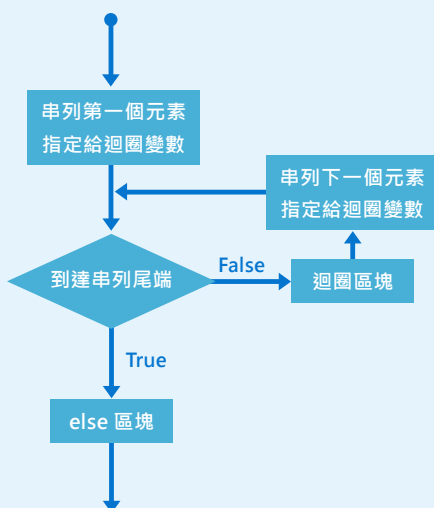 串列第一個元素
指定給迴圈變數
串列下一個元素
指定給迴圈變數
到達串列尾端
False
迴圈區塊
True
else 區塊